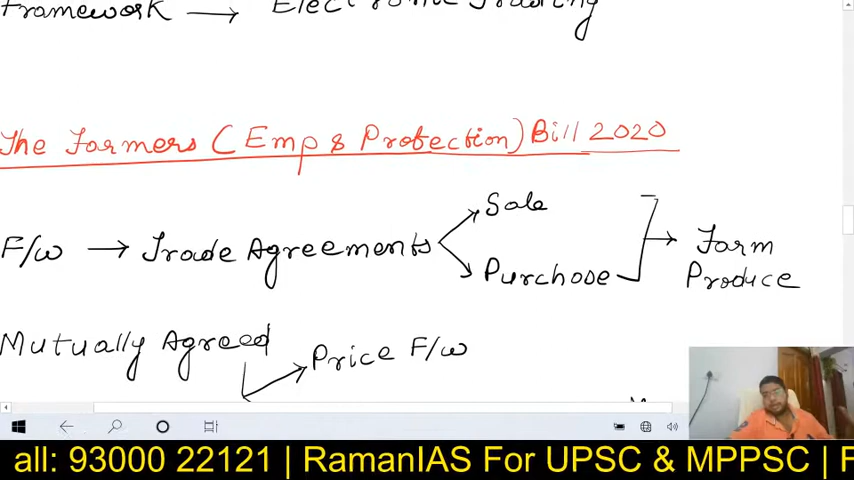 Framework → Electronic Trading
The Farmers (Emp & Protection) Bill 2020
F/w → Trade Agreements
Sale
Purchase
→ Farm Produce
Mutually Agreed
Price F/w
all: 93000 22121 | RamanIAS For UPSC & MPPSC | F